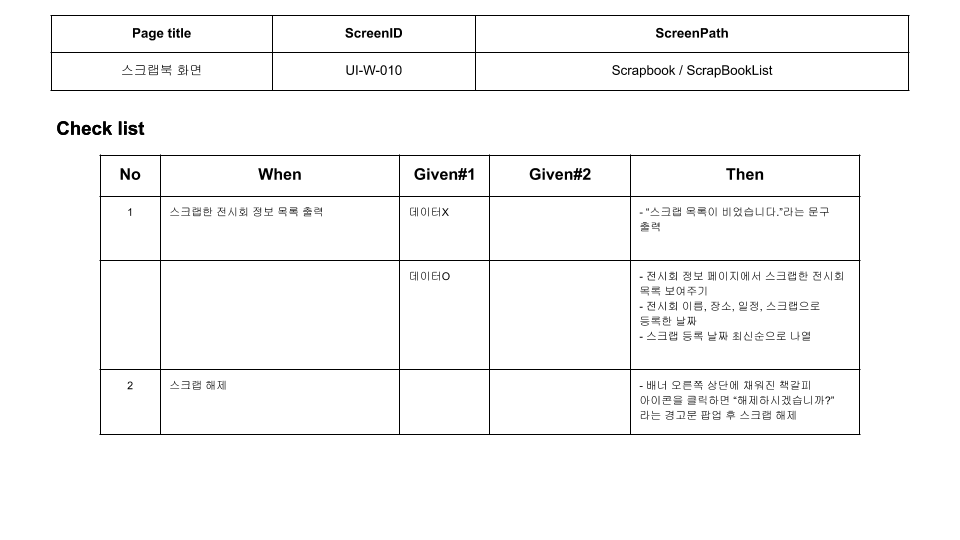 Page title ScreenID ScreenPath
스크랩북 화면 UI-W-010 Scrapbook / ScrapBookList
Check list
No When Given#1 Given#2 Then
1 스크랩한 전시회 정보 목록 출력 데이터X - “스크랩 목록이 비었습니다.”라는 문구
출력
데이터O - 전시회 정보 페이지에서 스크랩한 전시회
목록 보여주기
- 전시회 이름, 장소, 일정, 스크랩으로
등록한 날짜
- 스크랩 등록 날짜 최신순으로 나열
2 스크랩 해제 - 배너 오른쪽 상단에 채워진 책갈피
아이콘을 클릭하면 “해제하시겠습니까?”
라는 경고문 팝업 후 스크랩 해제